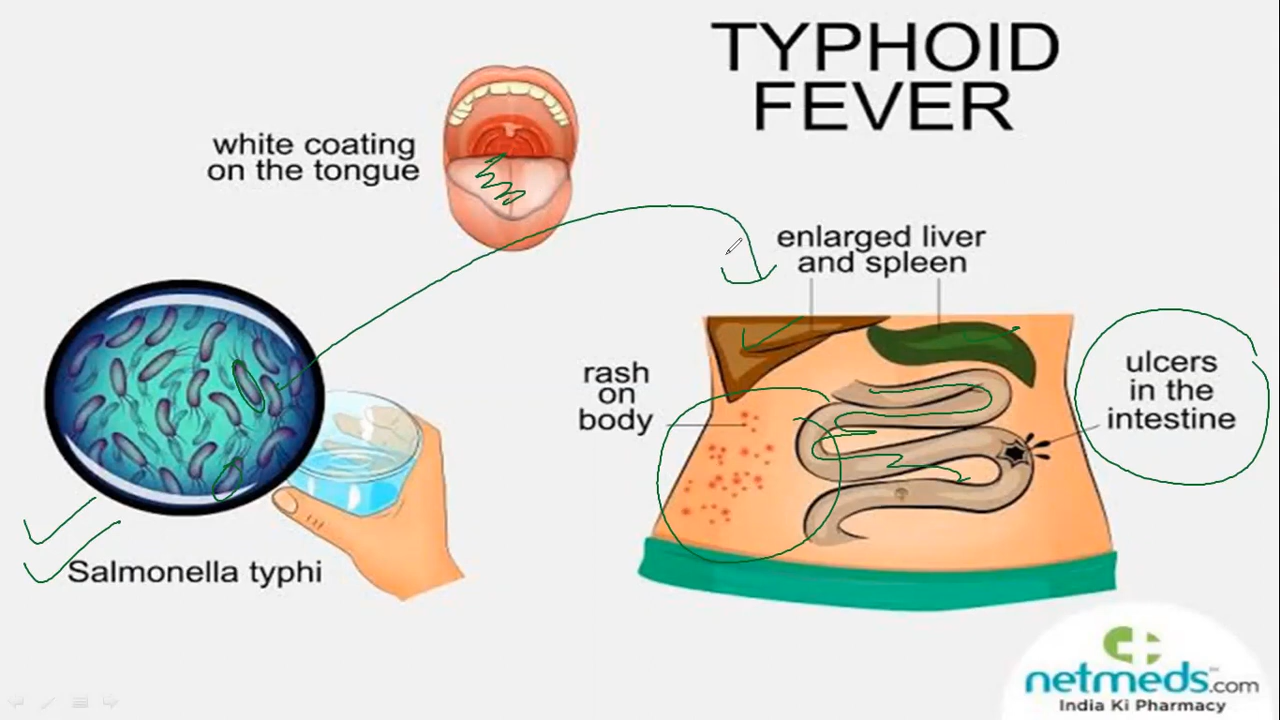 TYPHOID
FEVER
white coating
on the tongue
enlarged liver
and spleen
rash
on
body
ulcers
in the
intestine
Salmonella typhi
netmeds.com
India Ki Pharmacy